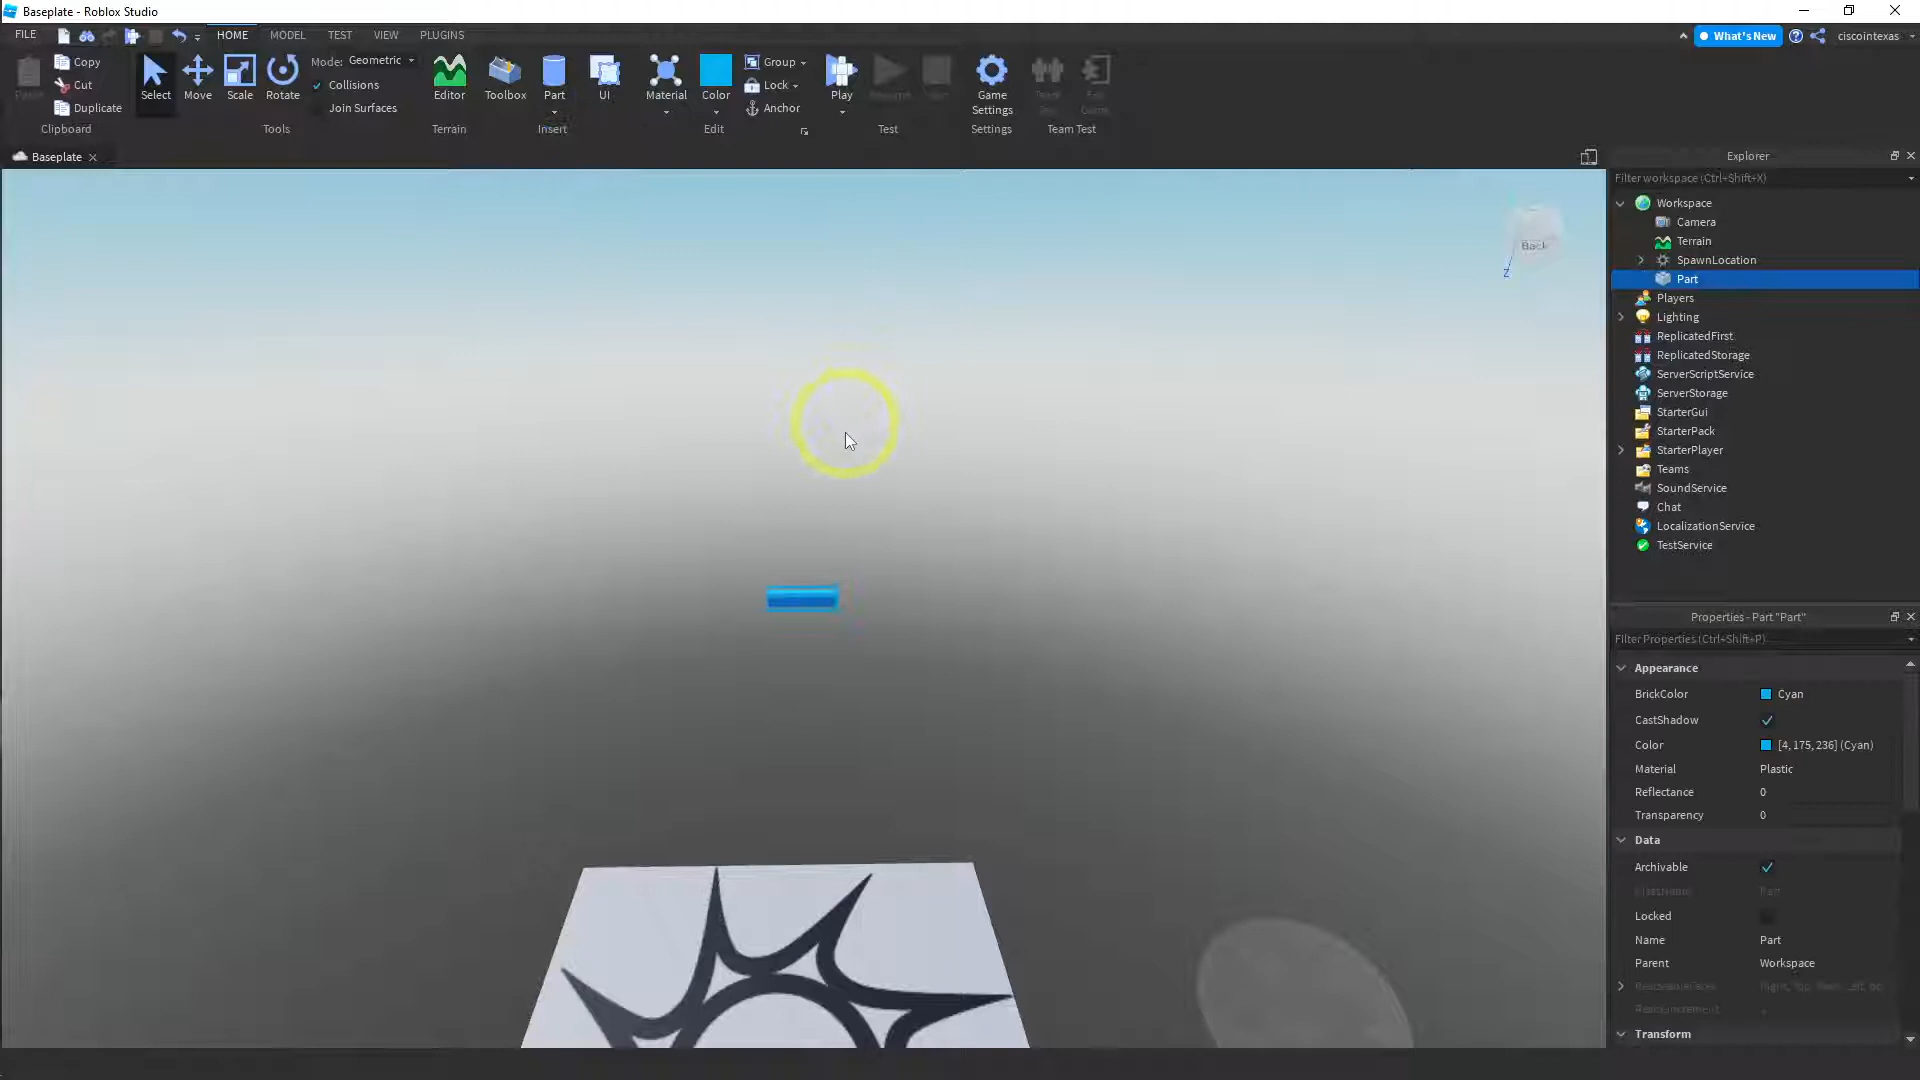 Baseplate - Roblox Studio
FILE HOME MODEL TEST VIEW PLUGINS What's New ciscointexas
Copy
Cut
Duplicate
Clipboard
Select Move Scale Rotate
Mode: Geometric
Collisions
Join Surfaces
Tools
Editor
Terrain
Toolbox Part UI
Insert
Material Color
Group
Lock
Anchor
Edit
Play
Test
Game
Settings
Settings
Team Test
Baseplate
Back
Z
Explorer
Filter workspace (Ctrl+Shift+X)
Workspace
Camera
Terrain
SpawnLocation
Part
Players
Lighting
ReplicatedFirst
ReplicatedStorage
ServerScriptService
ServerStorage
StarterGui
StarterPack
StarterPlayer
Teams
SoundService
Chat
LocalizationService
TestService
Properties - Part "Part"
Filter Properties (Ctrl+Shift+P)
Appearance
BrickColor Cyan
CastShadow
Color [4, 175, 236] (Cyan)
Material Plastic
Reflectance 0
Transparency 0
Data
Archivable
ClassName Part
Locked
Name Part
Parent Workspace
Transform